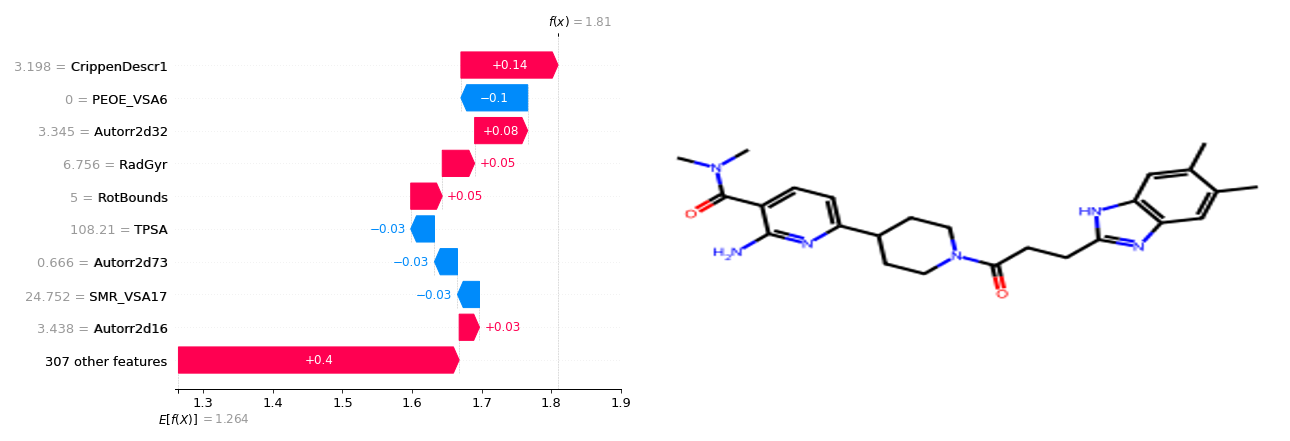 f(x) = 1.81
3.198 = CrippenDescr1
+0.14
0 = PEOE_VSA6
−0.1
3.345 = Autorr2d32
+0.08
6.756 = RadGyr
+0.05
5 = RotBounds
+0.05
108.21 = TPSA
−0.03
0.666 = Autorr2d73
−0.03
24.752 = SMR_VSA17
−0.03
3.438 = Autorr2d16
+0.03
307 other features
+0.4
1.3 1.4 1.5 1.6 1.7 1.8 1.9
E[f(X)] = 1.264
N
O
H₂N
N
N
O
HN
N